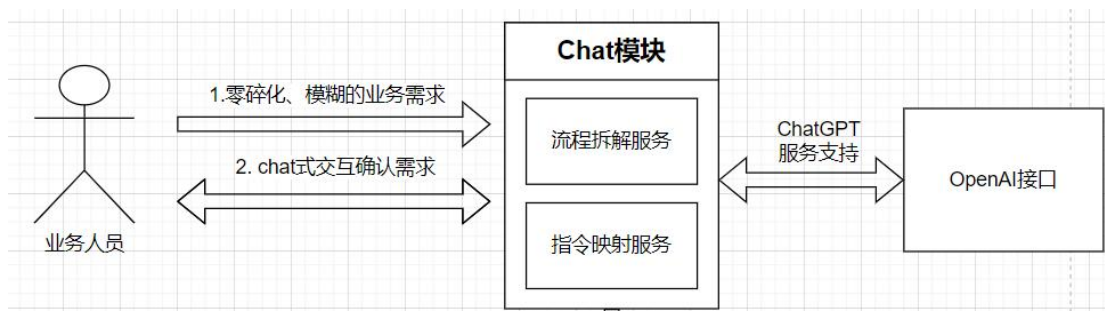 Chat模块
1.零碎化、模糊的业务需求
流程拆解服务
ChatGPT
服务支持
2. chat式交互确认需求
OpenAI接口
业务人员
指令映射服务